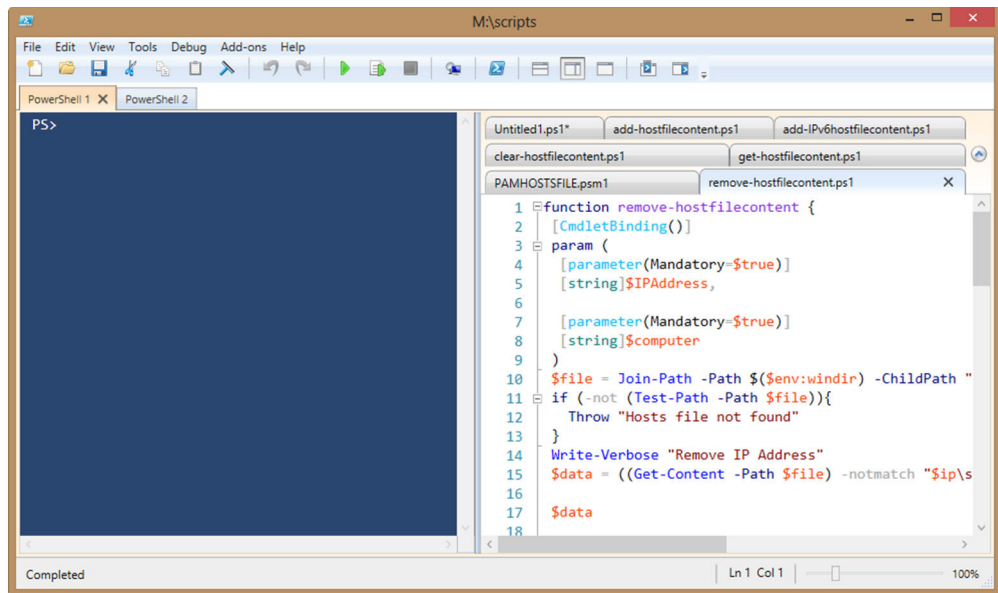 M:\scripts
File Edit View Tools Debug Add-ons Help
PowerShell 1 PowerShell 2
PS>
Untitled1.ps1* add-hostfilecontent.ps1 add-IPv6hostfilecontent.ps1
clear-hostfilecontent.ps1 get-hostfilecontent.ps1
PAMHOSTSFILE.psm1 remove-hostfilecontent.ps1
1 function remove-hostfilecontent {
2 [CmdletBinding()]
3 param (
4 [parameter(Mandatory=$true)]
5 [string]$IPAddress,
6
7 [parameter(Mandatory=$true)]
8 [string]$computer
9 )
10 $file = Join-Path -Path $($env:windir) -ChildPath "
11 if (-not (Test-Path -Path $file)){
12 Throw "Hosts file not found"
13 }
14 Write-Verbose "Remove IP Address"
15 $data = ((Get-Content -Path $file) -notmatch "$ip\s
16
17 $data
18
Completed Ln 1 Col 1 100%